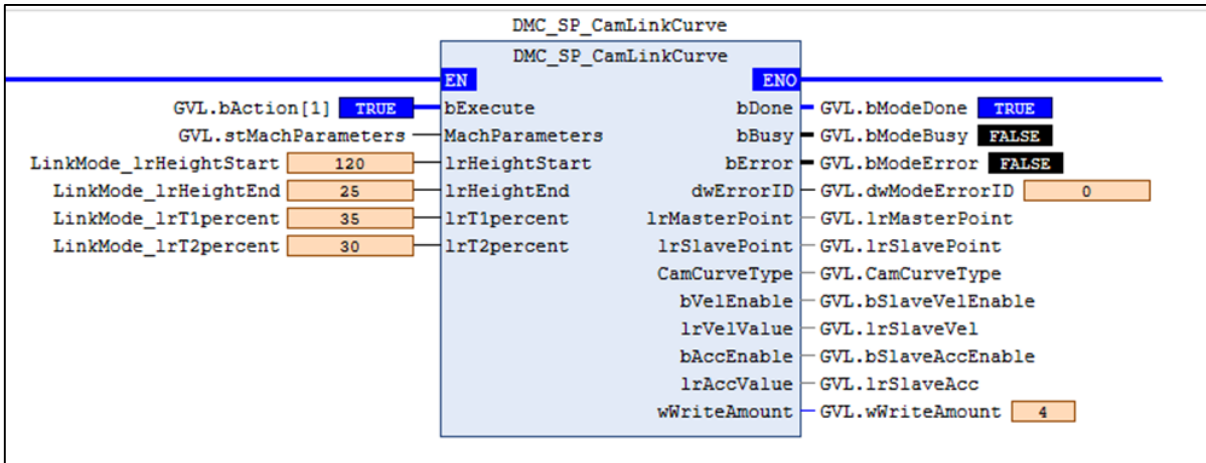 DMC_SP_CamLinkCurve
DMC_SP_CamLinkCurve
EN ENO
GVL.bAction[1] TRUE bExecute bDone GVL.bModeDone TRUE
GVL.stMachParameters MachParameters bBusy GVL.bModeBusy FALSE
LinkMode_lrHeightStart 120 lrHeightStart bError GVL.bModeError FALSE
LinkMode_lrHeightEnd 25 lrHeightEnd dwErrorID GVL.dwModeErrorID 0
LinkMode_lrT1percent 35 lrT1percent lrMasterPoint GVL.lrMasterPoint
LinkMode_lrT2percent 30 lrT2percent lrSlavePoint GVL.lrSlavePoint
CamCurveType GVL.CamCurveType
bVelEnable GVL.bSlaveVelEnable
lrVelValue GVL.lrSlaveVel
bAccEnable GVL.bSlaveAccEnable
lrAccValue GVL.lrSlaveAcc
wWriteAmount GVL.wWriteAmount 4